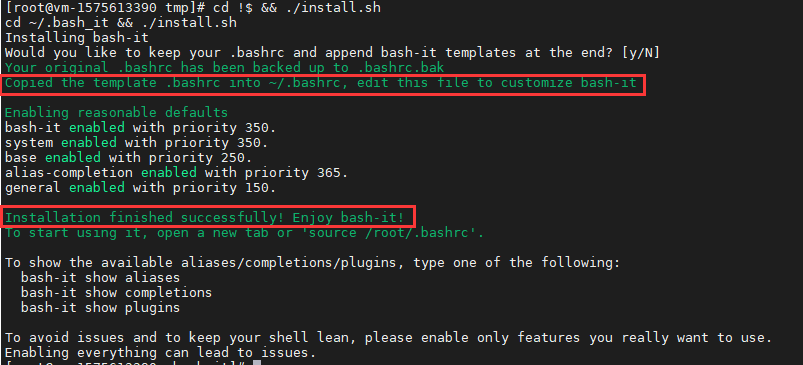 [root@vm-1575613390 tmp]# cd !$ && ./install.sh
cd ~/.bash_it && ./install.sh
Installing bash-it
Would you like to keep your .bashrc and append bash-it templates at the end? [y/N]
Your original .bashrc has been backed up to .bashrc.bak
Copied the template .bashrc into ~/.bashrc, edit this file to customize bash-it
Enabling reasonable defaults
bash-it enabled with priority 350.
system enabled with priority 350.
base enabled with priority 250.
alias-completion enabled with priority 365.
general enabled with priority 150.
Installation finished successfully! Enjoy bash-it!
To start using it, open a new tab or 'source /root/.bashrc'.
To show the available aliases/completions/plugins, type one of the following:
bash-it show aliases
bash-it show completions
bash-it show plugins
To avoid issues and to keep your shell lean, please enable only features you really want to use.
Enabling everything can lead to issues.